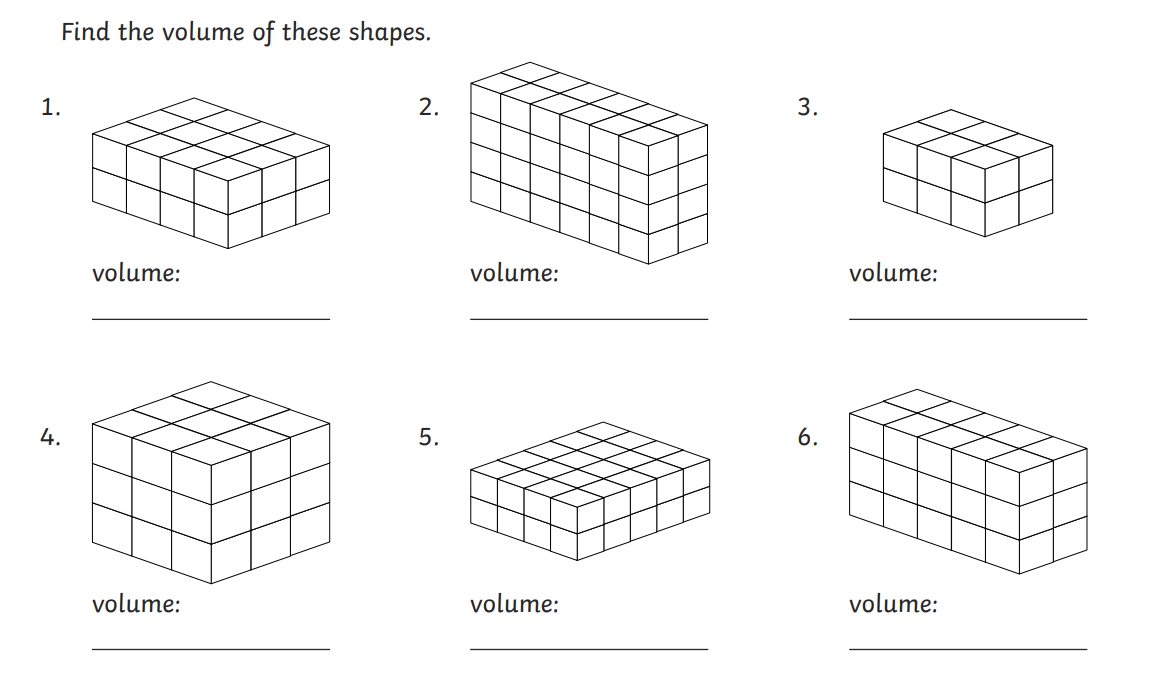 Find the volume of these shapes.
1.
2.
3.
volume:
volume:
volume:
4.
5.
6.
volume:
volume:
volume: